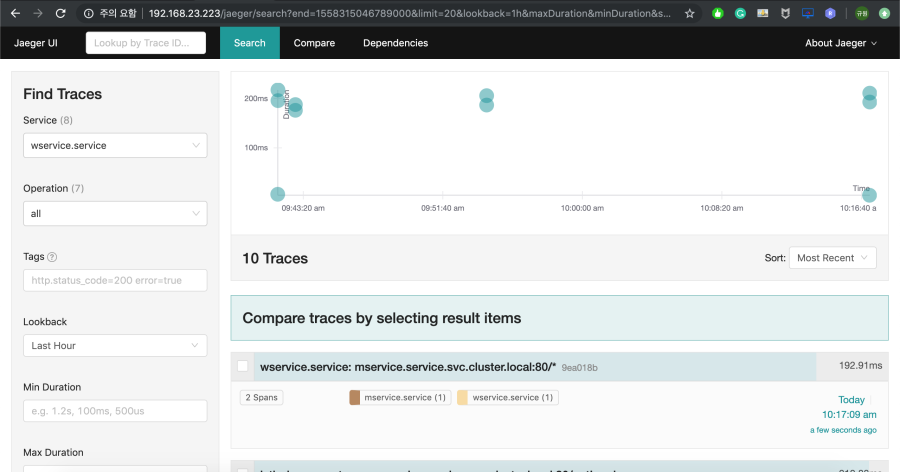 주의 요함 192.168.23.223/jaeger/search?end=1558315046789000&limit=20&lookback=1h&maxDuration&minDuration&s...
규원
Jaeger UI Lookup by Trace ID... Search Compare Dependencies About Jaeger
Find Traces
Service (8)
wservice.service
Operation (7)
all
Tags ?
http.status_code=200 error=true
Lookback
Last Hour
Min Duration
e.g. 1.2s, 100ms, 500us
Max Duration
200ms
100ms
Duration
Time
09:43:20 am 09:51:40 am 10:00:00 am 10:08:20 am 10:16:40 a
10 Traces Sort: Most Recent
Compare traces by selecting result items
wservice.service: mservice.service.svc.cluster.local:80/* 9ea018b 192.91ms
2 Spans mservice.service (1) wservice.service (1) Today
10:17:09 am
a few seconds ago